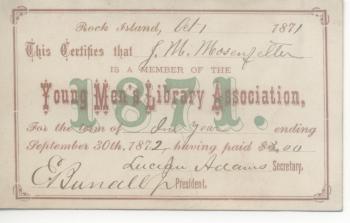 Rock Island, Oct 1 1871
This Certifies that J. M. Mosenfelter
IS A MEMBER OF THE
1871.
Young Men's Library Association,
For the term of One Year ending
September 30th, 1872, having paid $2.00
Lucian Adams Secretary.
President.